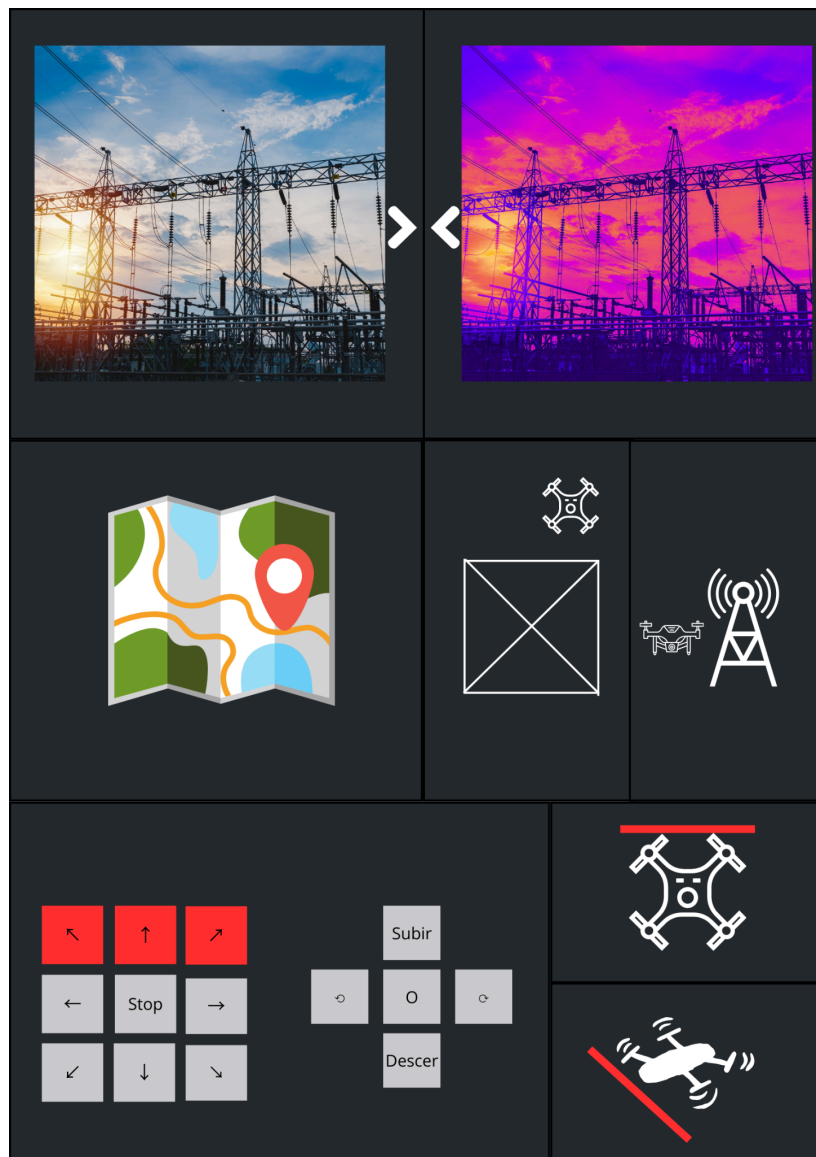 ↖ ↑ ↗
Subir
← Stop →
⟲ O ⟳
↙ ↓ ↘
Descer